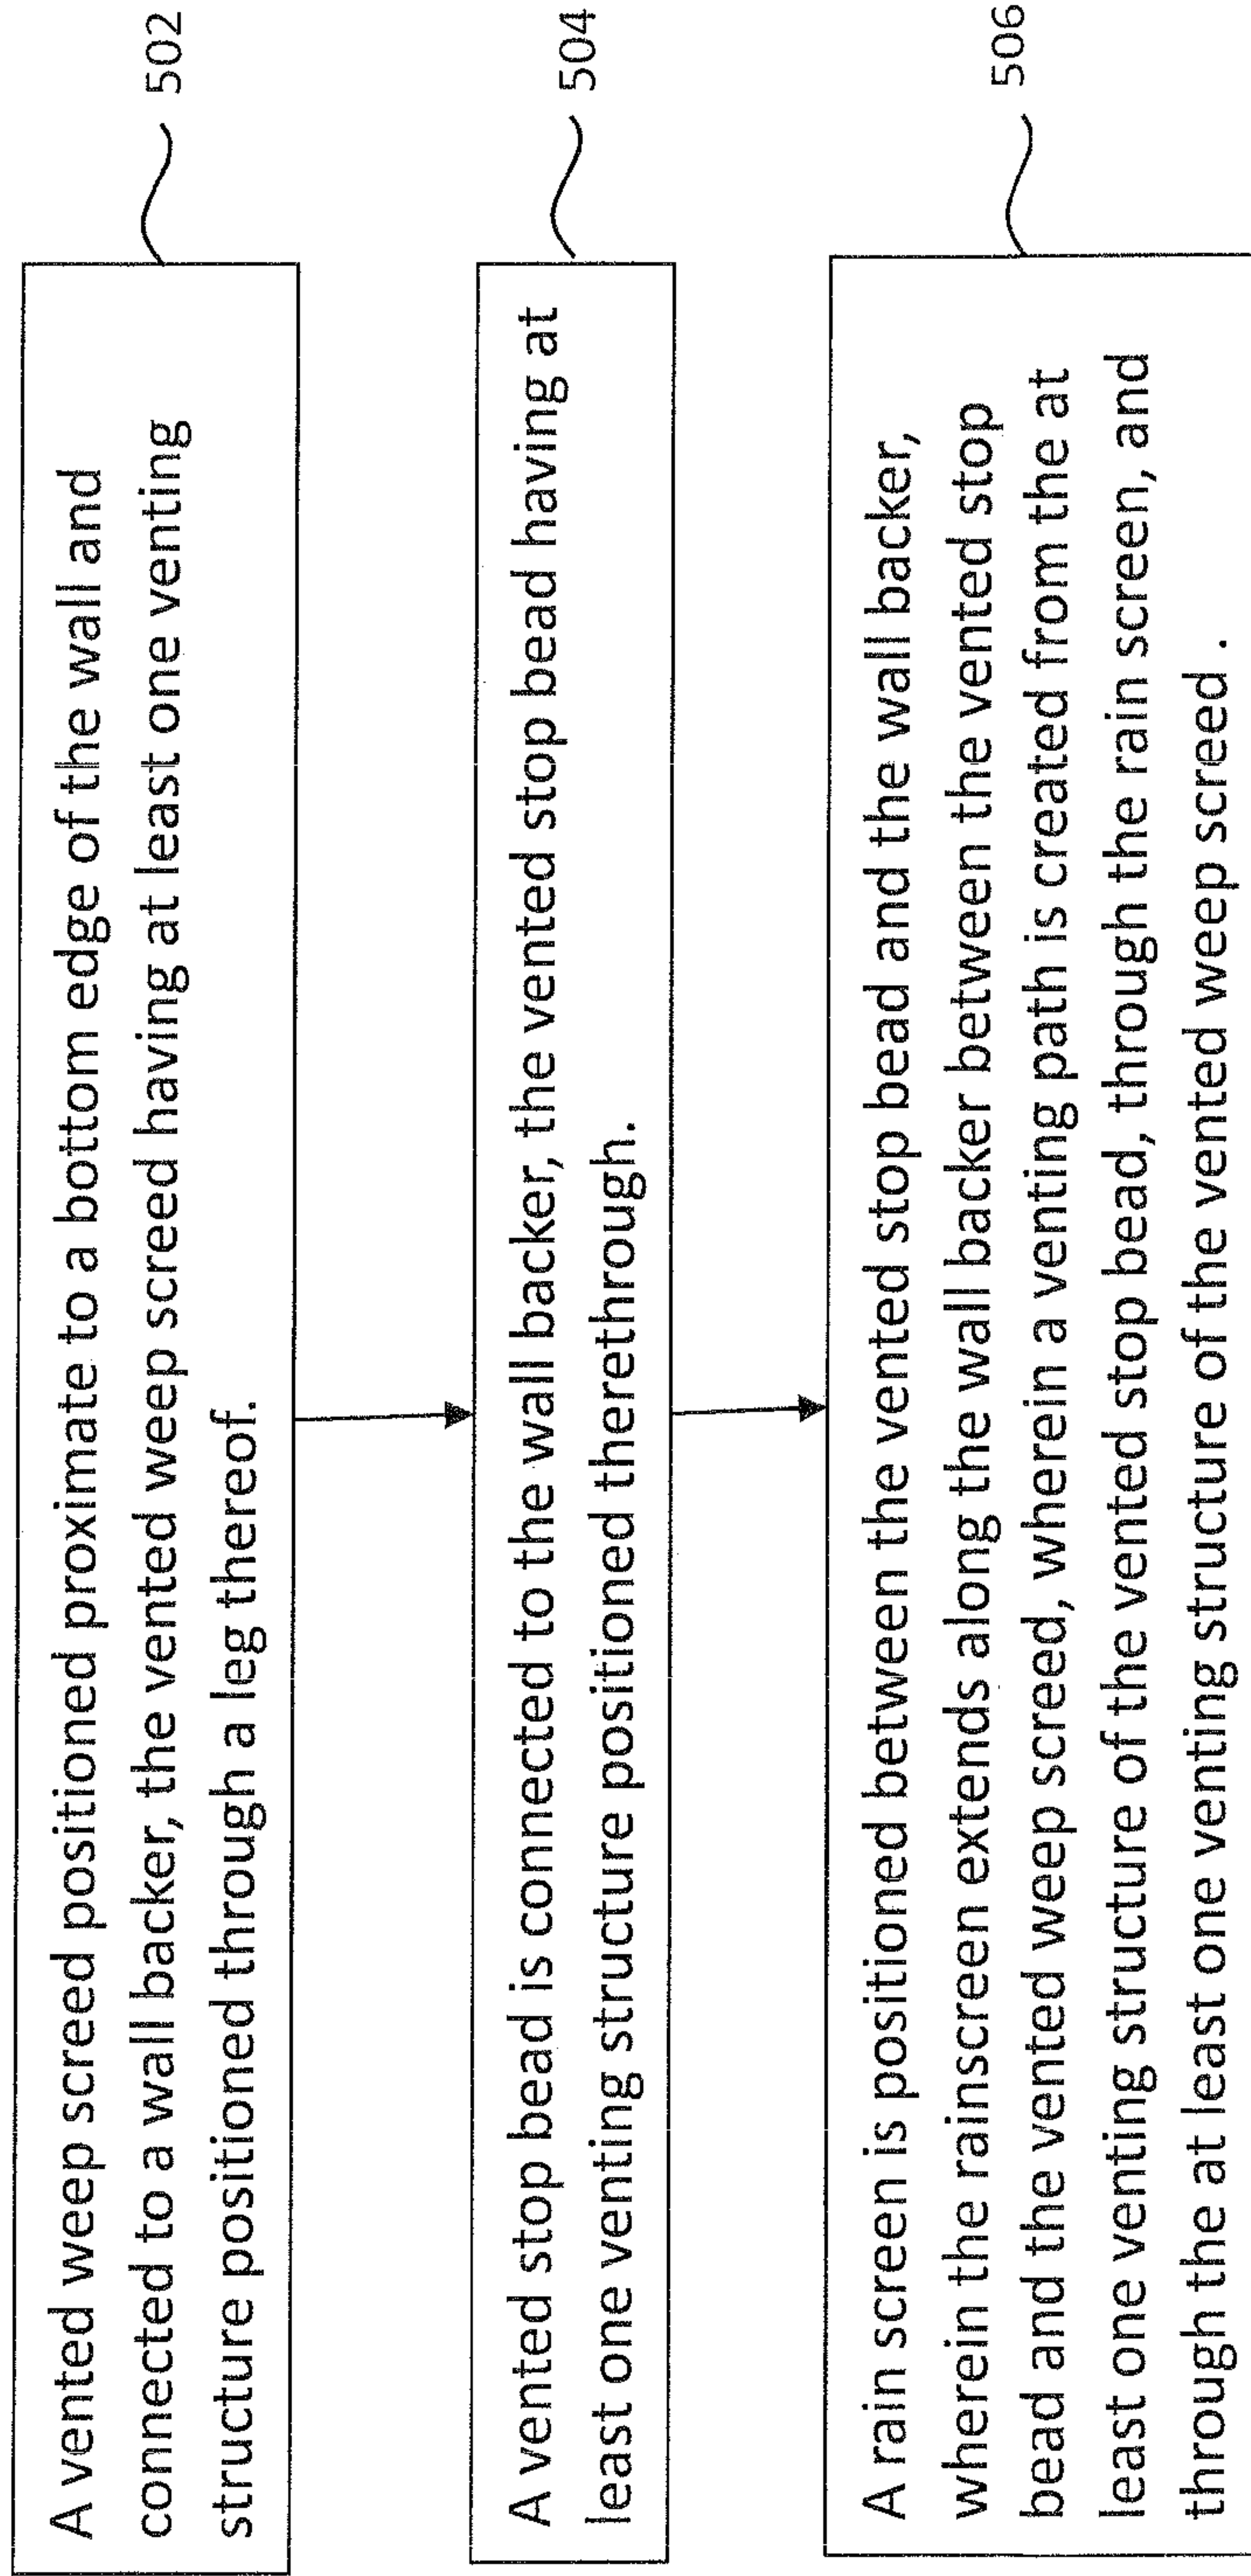 A vented weep screed positioned proximate to a bottom edge of the wall and
connected to a wall backer, the vented weep screed having at least one venting
structure positioned through a leg thereof.
502
A vented stop bead is connected to the wall backer, the vented stop bead having at
least one venting structure positioned therethrough.
504
A rain screen is positioned between the vented stop bead and the wall backer,
wherein the rainscreen extends along the wall backer between the vented stop
bead and the vented weep screed, wherein a venting path is created from the at
least one venting structure of the vented stop bead, through the rain screen, and
through the at least one venting structure of the vented weep screed .
506